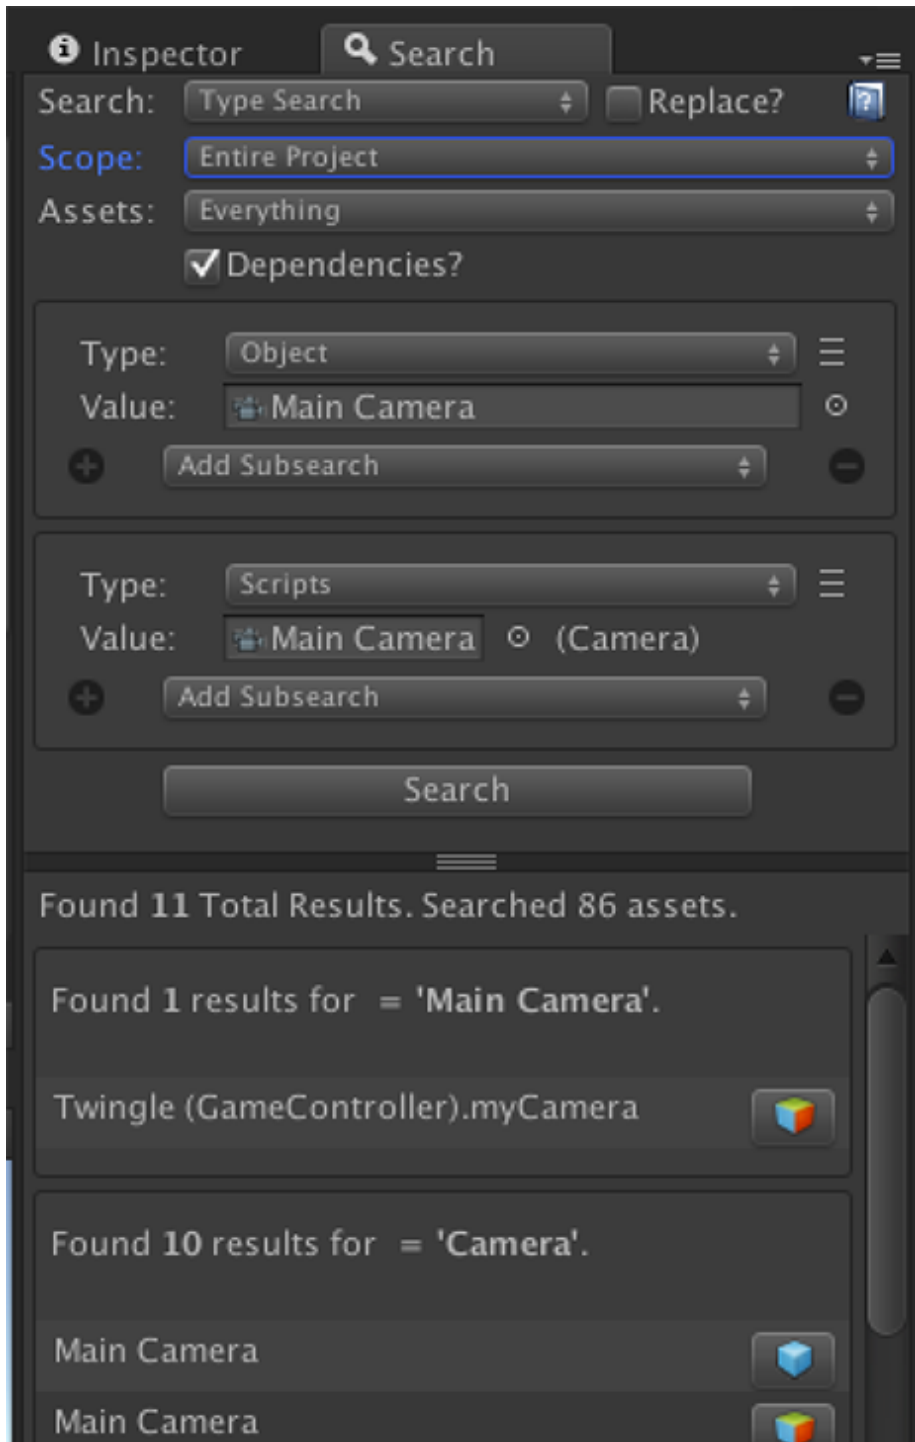 Inspector Search
Search: Type Search Replace?
Scope: Entire Project
Assets: Everything
Dependencies?
Type: Object
Value: Main Camera
Add Subsearch
Type: Scripts
Value: Main Camera (Camera)
Add Subsearch
Search
Found 11 Total Results. Searched 86 assets.
Found 1 results for = 'Main Camera'.
Twingle (GameController).myCamera
Found 10 results for = 'Camera'.
Main Camera
Main Camera